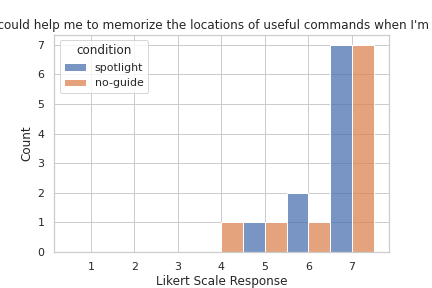 could help me to memorize the locations of useful commands when I'm
condition
spotlight
no-guide
7
6
5
4
3
2
1
0
Count
1 2 3 4 5 6 7
Likert Scale Response